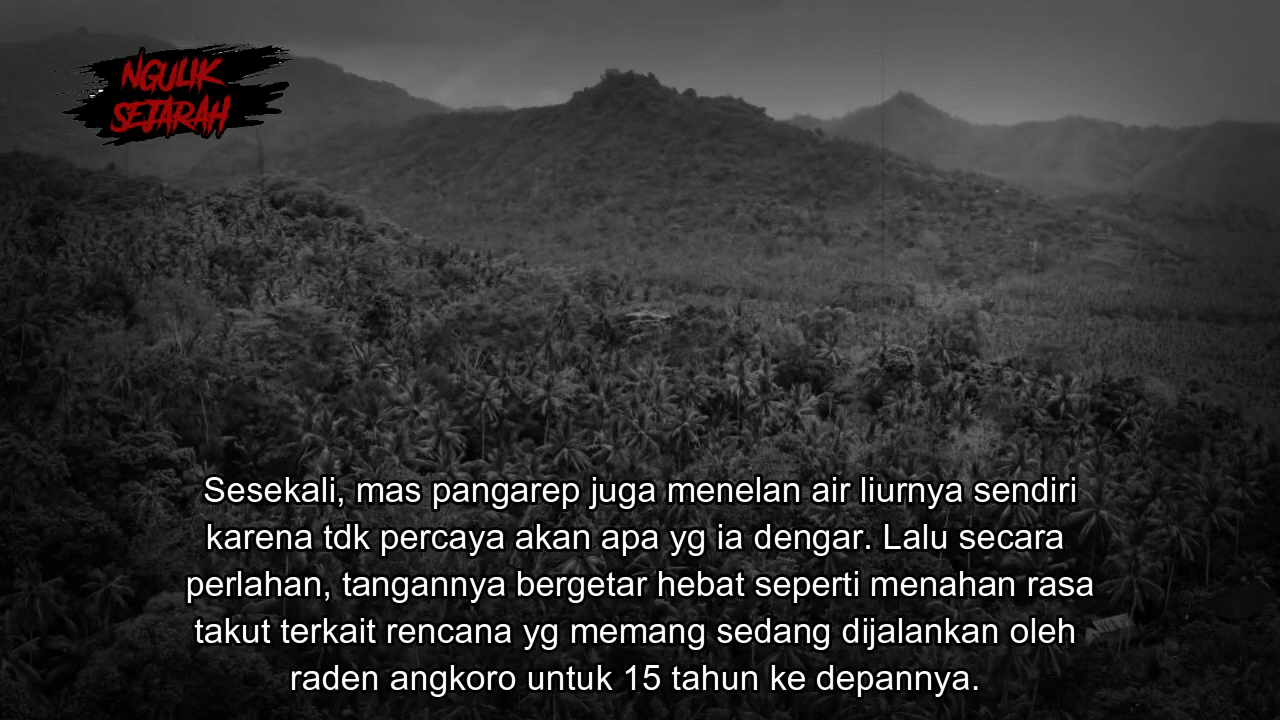 NGULIK
SEJARAH
Sesekali, mas pangarep juga menelan air liurnya sendiri
karena tdk percaya akan apa yg ia dengar. Lalu secara
perlahan, tangannya bergetar hebat seperti menahan rasa
takut terkait rencana yg memang sedang dijalankan oleh
raden angkoro untuk 15 tahun ke depannya.